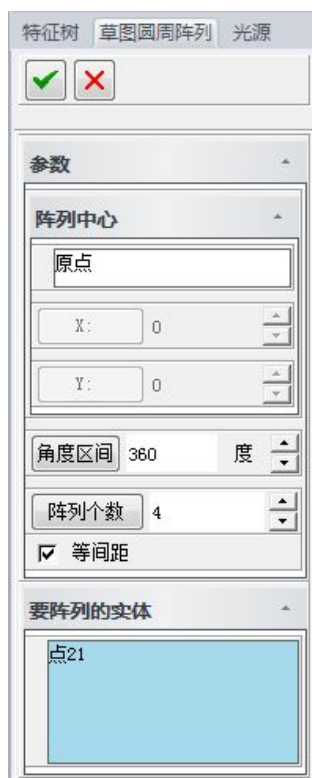 特征树 草图圆周阵列 光源
参数
阵列中心
原点
X: 0
Y: 0
角度区间 360 度
阵列个数 4
等间距
要阵列的实体
点21